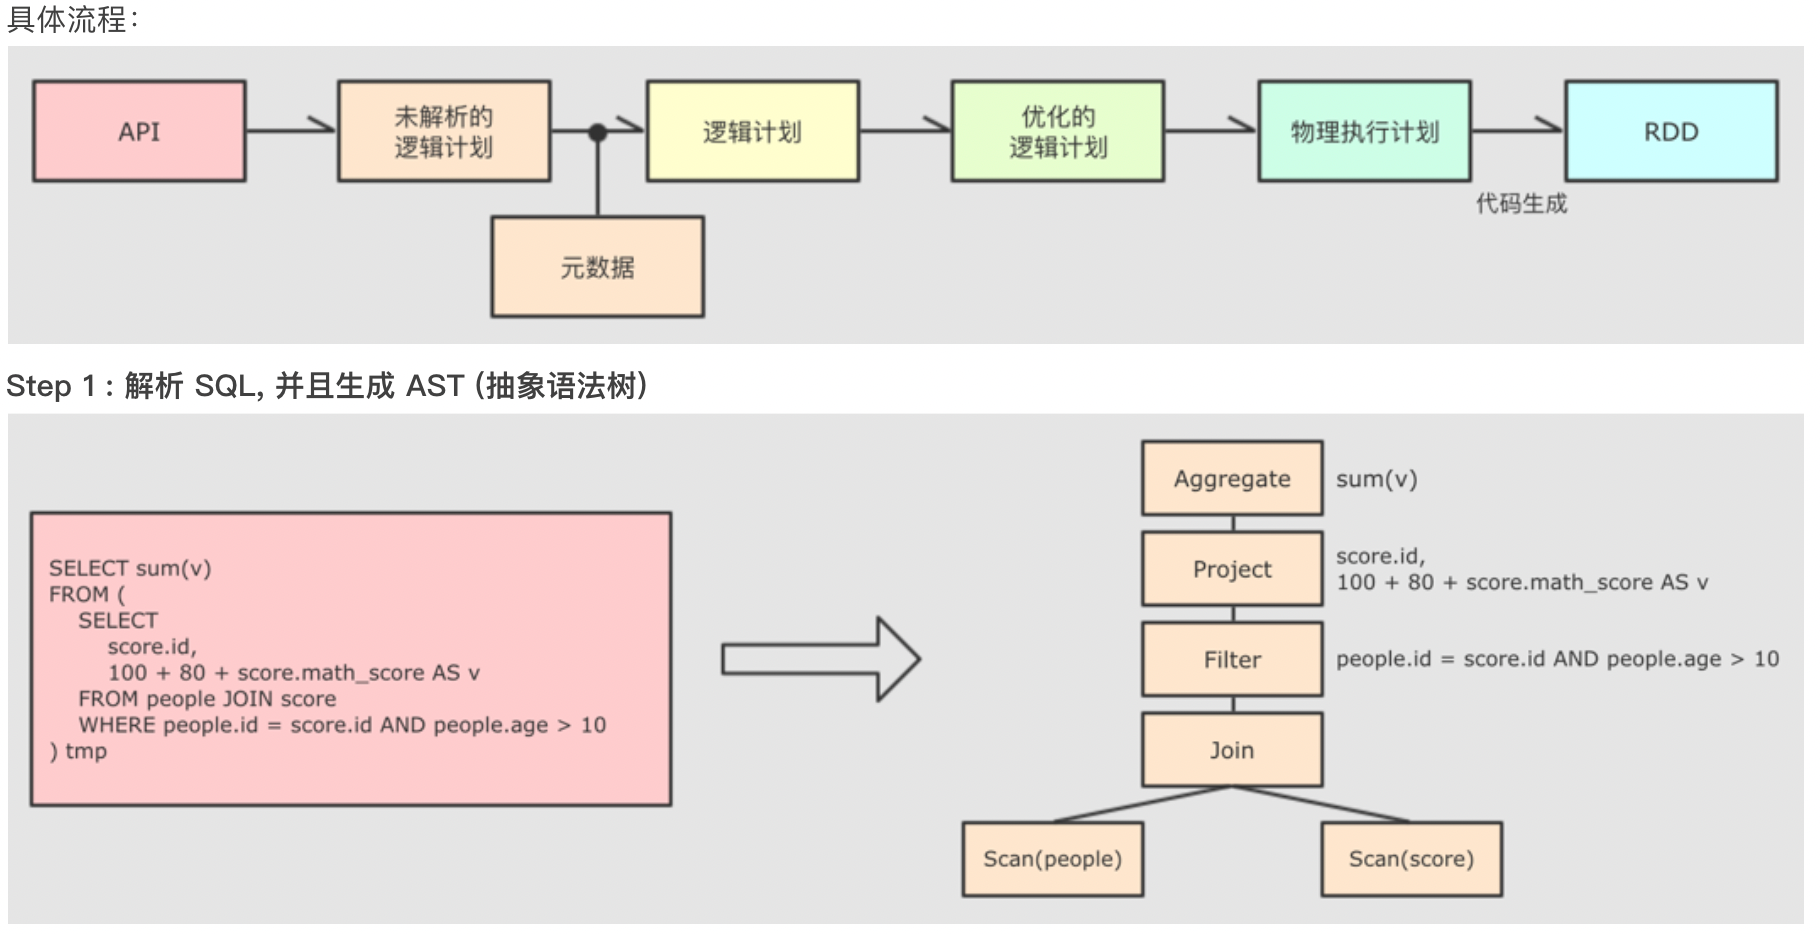 具体流程：
API
未解析的
逻辑计划
逻辑计划
优化的
逻辑计划
物理执行计划
RDD
代码生成
元数据
Step 1 : 解析 SQL, 并且生成 AST (抽象语法树)
SELECT sum(v)
FROM (
SELECT
score.id,
100 + 80 + score.math_score AS v
FROM people JOIN score
WHERE people.id = score.id AND people.age > 10
) tmp
Aggregate
sum(v)
Project
score.id,
100 + 80 + score.math_score AS v
Filter
people.id = score.id AND people.age > 10
Join
Scan(people)
Scan(score)